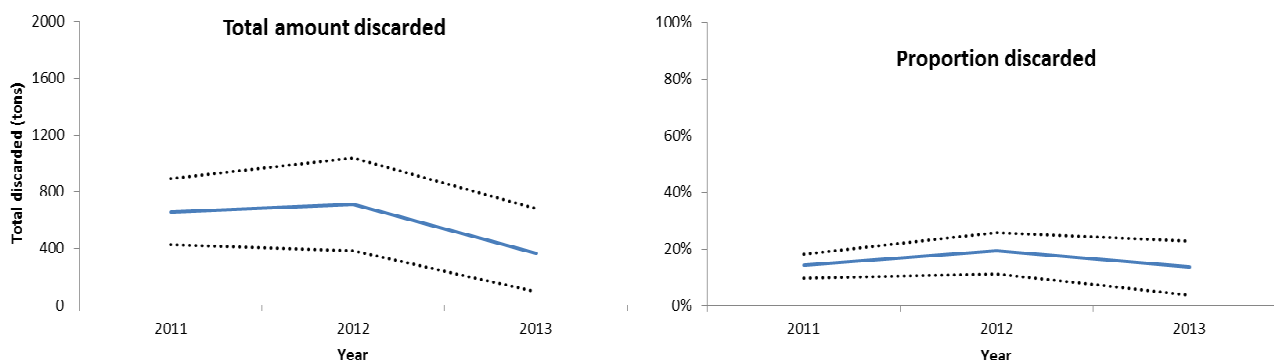 Total amount discarded
Total discarded (tons)
2000
1600
1200
800
400
0
2011 2012 2013
Year
Proportion discarded
100%
80%
60%
40%
20%
0%
2011 2012 2013
Year